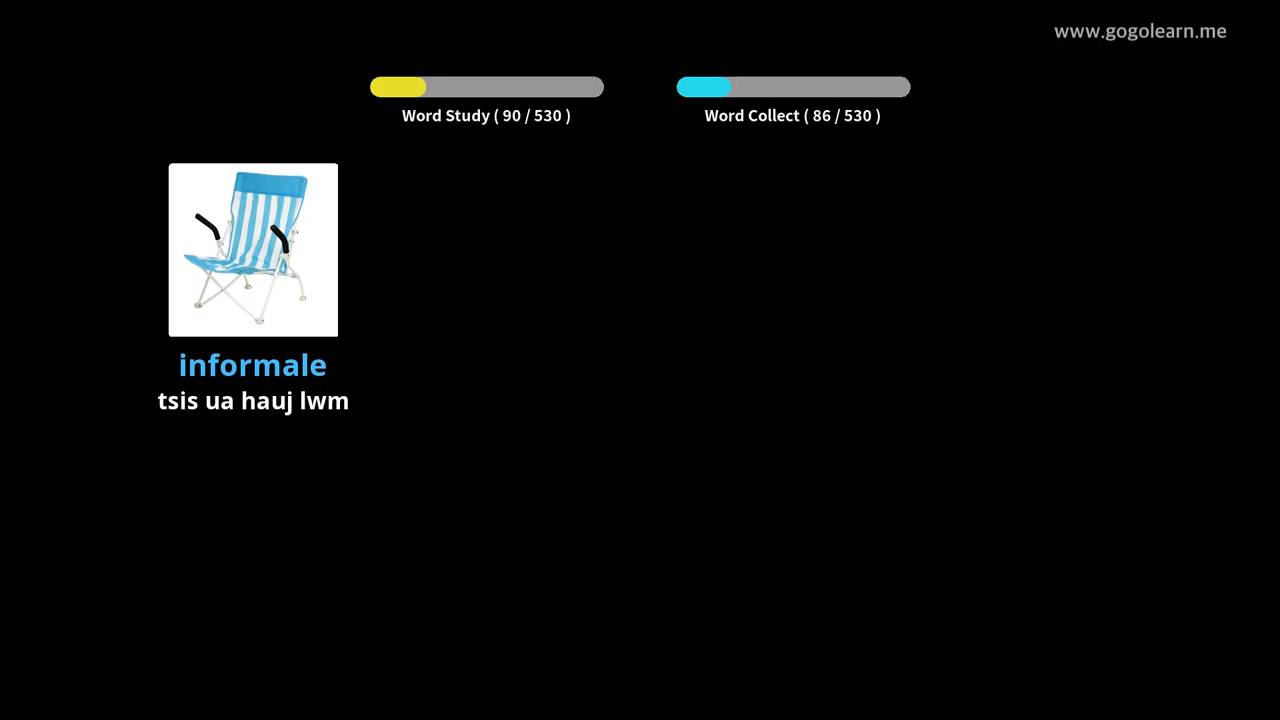 www.gogolearn.me
Word Study ( 90 / 530 )
Word Collect ( 86 / 530 )
informale
tsis ua hauj lwm